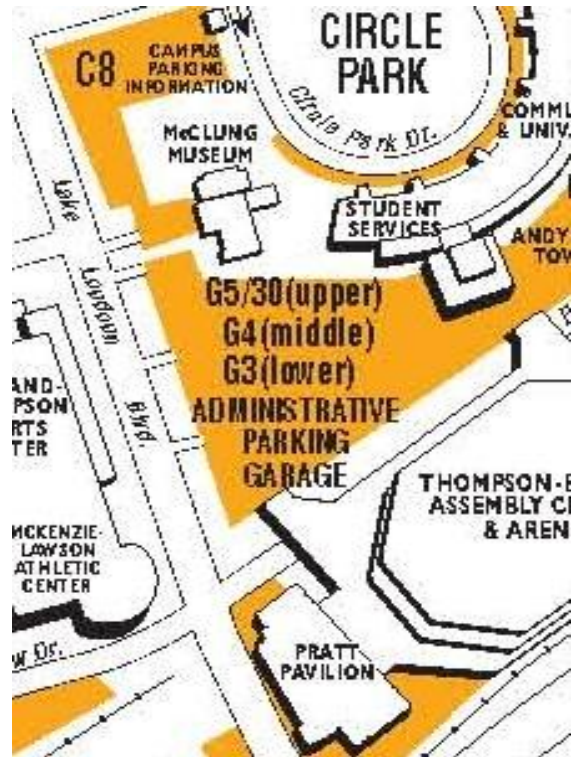 CIRCLE
PARK
Circle Park Dr.
C8
CAMPUS
PARKING
INFORMATION
McCLUNG
MUSEUM
COMMU
& UNIV.
STUDENT
SERVICES
ANDY
TOW
Lake
Loudoun
Blvd.
G5/30(upper)
G4(middle)
G3(lower)
ADMINISTRATIVE
PARKING
GARAGE
AND-
PSON
RTS
TER
THOMPSON-B
ASSEMBLY CE
& AREN
MCKENZIE-
LAWSON
ATHLETIC
CENTER
PRATT
PAVILION
w Dr.